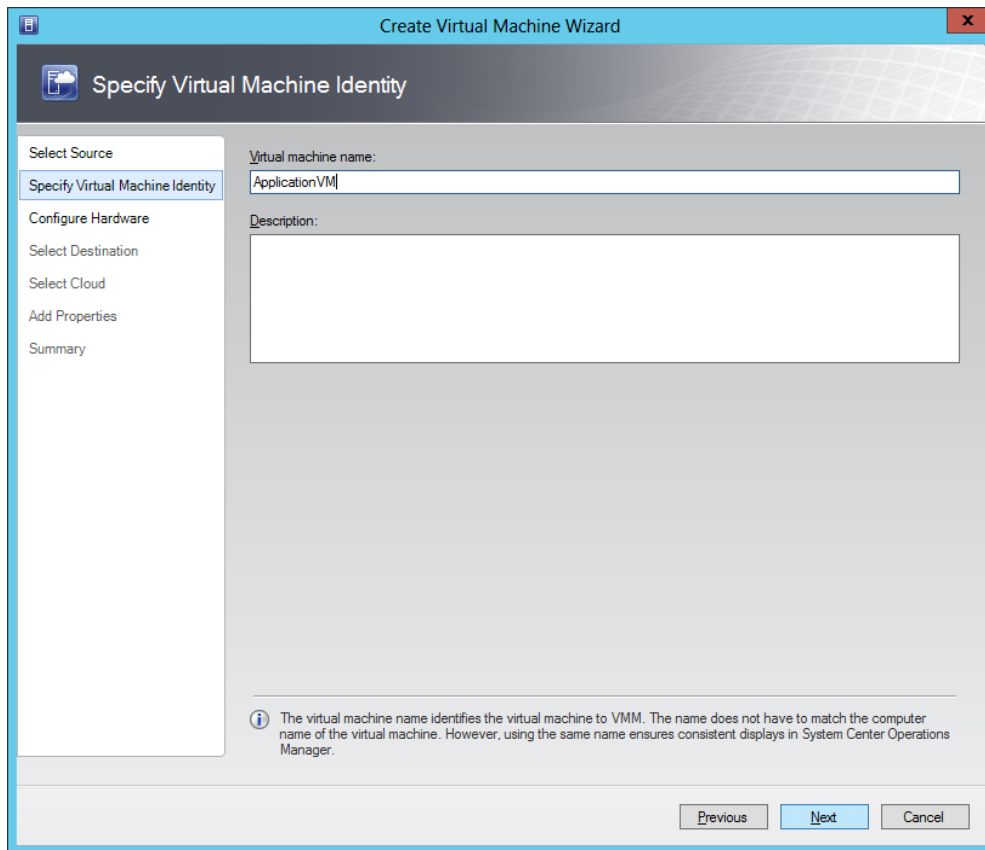 Create Virtual Machine Wizard
x
Specify Virtual Machine Identity
Select Source
Specify Virtual Machine Identity
Configure Hardware
Select Destination
Select Cloud
Add Properties
Summary
Virtual machine name:
ApplicationVM
Description:
The virtual machine name identifies the virtual machine to VMM. The name does not have to match the computer
name of the virtual machine. However, using the same name ensures consistent displays in System Center Operations
Manager.
Previous
Next
Cancel